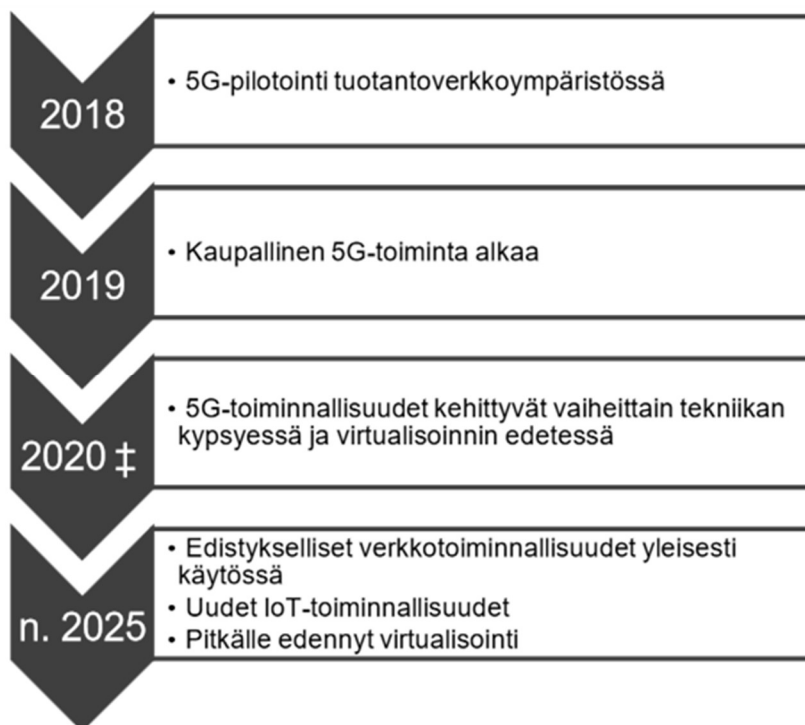 2018
• 5G-pilotointi tuotantoverkkoympäristössä
2019
• Kaupallinen 5G-toiminta alkaa
2020 ‡
• 5G-toiminnallisuudet kehittyvät vaiheittain tekniikan
kypsyessä ja virtualisoinnin edetessä
n. 2025
• Edistykselliset verkkotoiminnallisuudet yleisesti
käytössä
• Uudet IoT-toiminnallisuudet
• Pitkälle edennyt virtualisointi